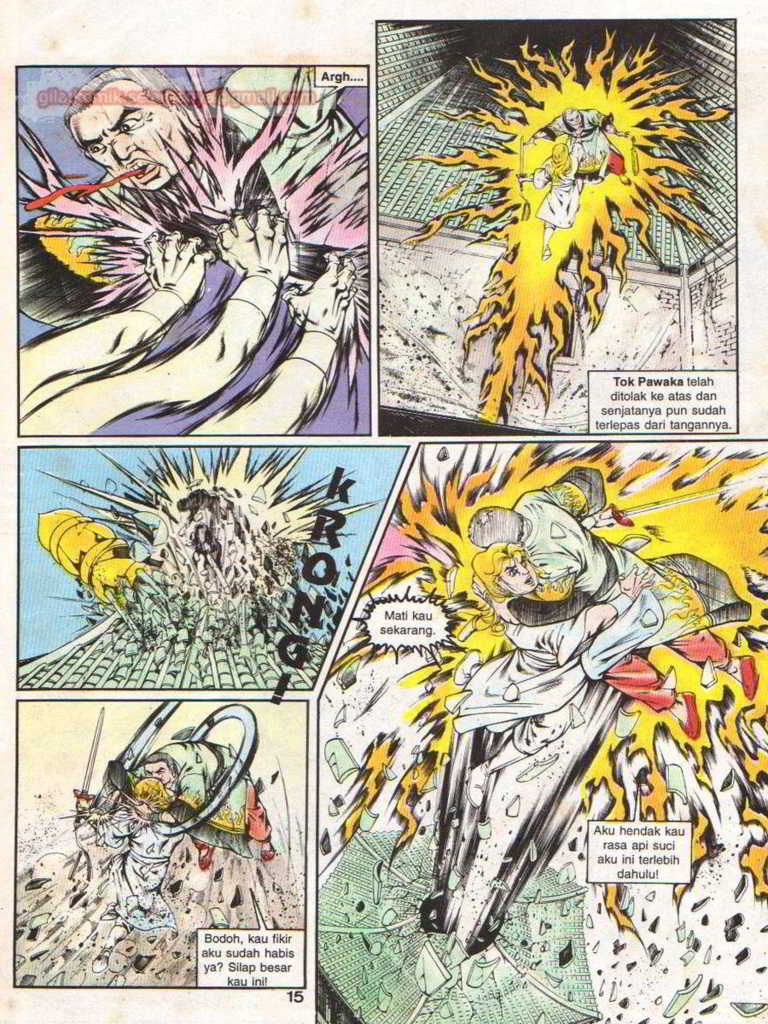 Argh....
Tok Pawaka telah
ditolak ke atas dan
senjatanya pun sudah
terlepas dari tangannya.
KRONG!
Mati kau
sekarang.
Aku hendak kau
rasa api suci
aku ini terlebih
dahulu!
Bodoh, kau fikir
aku sudah habis
ya? Silap besar
kau ini!
15